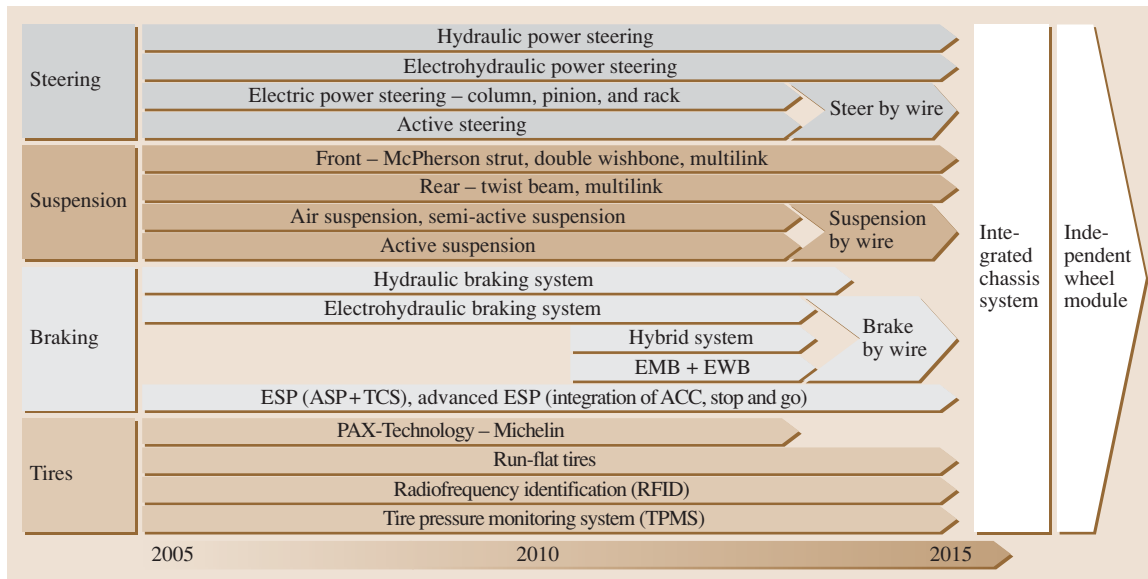 Steering
Hydraulic power steering
Electrohydraulic power steering
Electric power steering – column, pinion, and rack
Active steering
Steer by wire
Suspension
Front – McPherson strut, double wishbone, multilink
Rear – twist beam, multilink
Air suspension, semi-active suspension
Active suspension
Suspension
by wire
Braking
Hydraulic braking system
Electrohydraulic braking system
Hybrid system
EMB + EWB
Brake
by wire
ESP (ASP + TCS), advanced ESP (integration of ACC, stop and go)
Tires
PAX-Technology – Michelin
Run-flat tires
Radiofrequency identification (RFID)
Tire pressure monitoring system (TPMS)
Inte-
grated
chassis
system
Inde-
pendent
wheel
module
2005 2010 2015